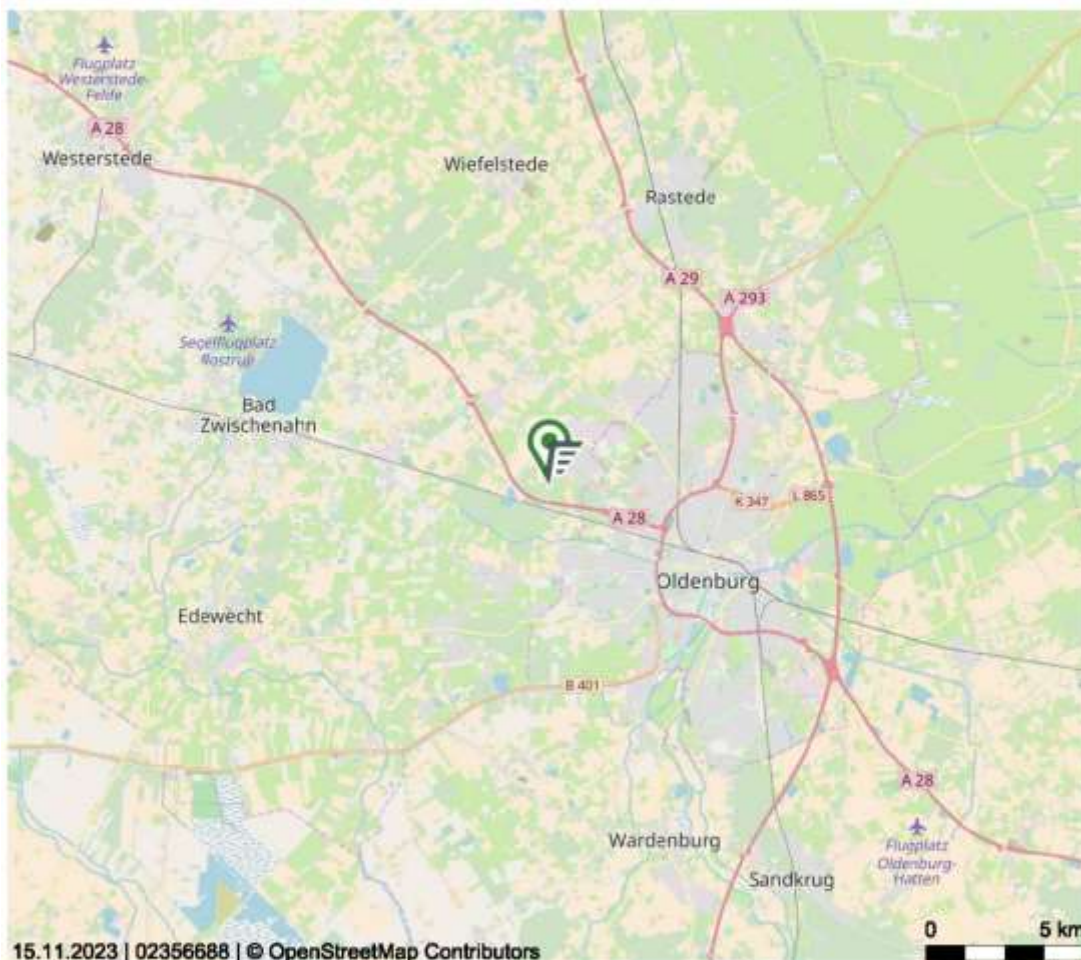 Flugplatz
Westerstede-
Felde
A 28
Westerstede
Wiefelstede
Rastede
A 29
A 293
Segelflugplatz
Rostrup
Bad
Zwischenahn
K 347
L 865
A 28
Oldenburg
Edewecht
B 401
A 28
Wardenburg
Flugplatz
Oldenburg-
Hatten
Sandkrug
0 5 km
15.11.2023 | 02356688 | © OpenStreetMap Contributors